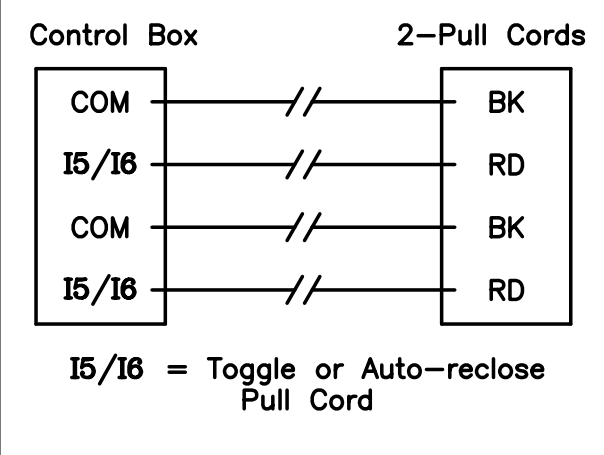 Control Box 2-Pull Cords
COM BK
I5/I6 RD
COM BK
I5/I6 RD
I5/I6 = Toggle or Auto-reclose
Pull Cord